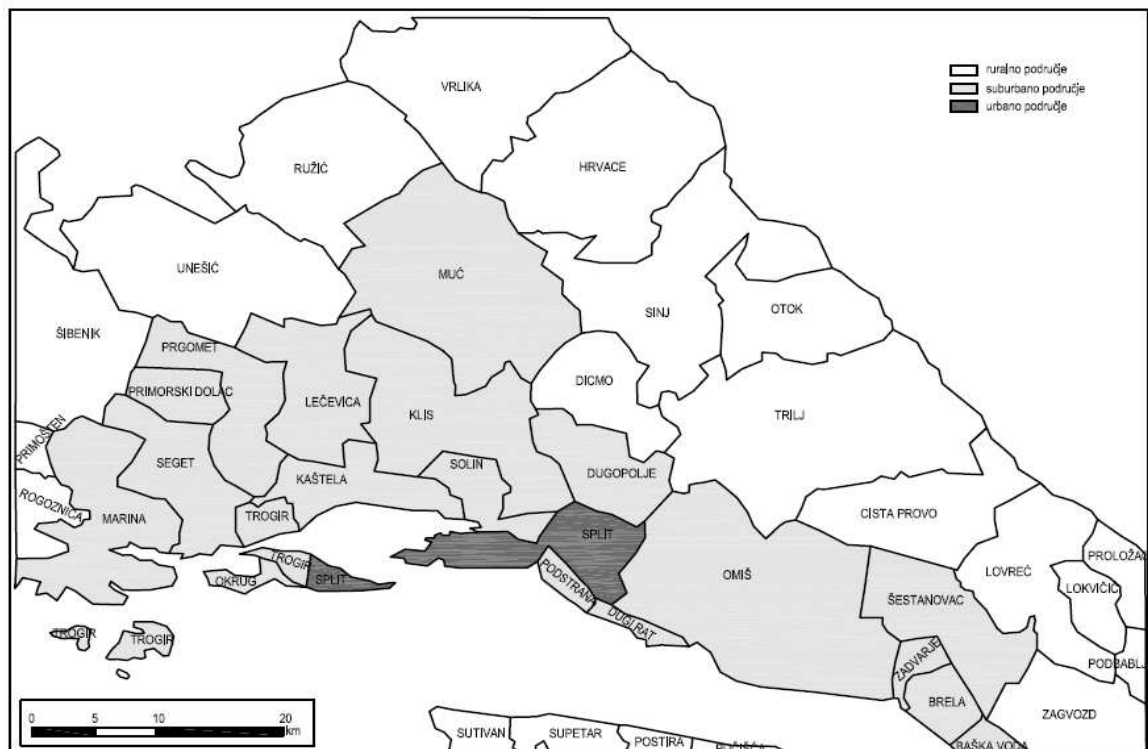 VRLIKA
ruralno područje
suburbano područje
urbano područje
RUŽIĆ
HRVACE
UNEŠIĆ
MUĆ
SINJ
OTOK
ŠIBENIK
PRGOMET
PRIMORSKI DOLAC
LEČEVICA
KLIS
DICMO
TRILJ
PRIMOŠTEN
SEGET
KAŠTELA
SOLIN
DUGOPOLJE
ROGOZNICA
MARINA
TROGIR
SPLIT
CISTA PROVO
PROLOŽAC
TROGIR
OKRUG
SPLIT
PODSTRANA
OMIŠ
LOVREĆ
LOKVIČIĆ
ŠESTANOVAC
DUGI RAT
TROGIR
TROGIR
ZADVARJE
PODBABLJ
BRELA
ZAGVOZD
0 5 10 20
km
SUTIVAN
SUPETAR
POSTIRA
BAŠKA VODA